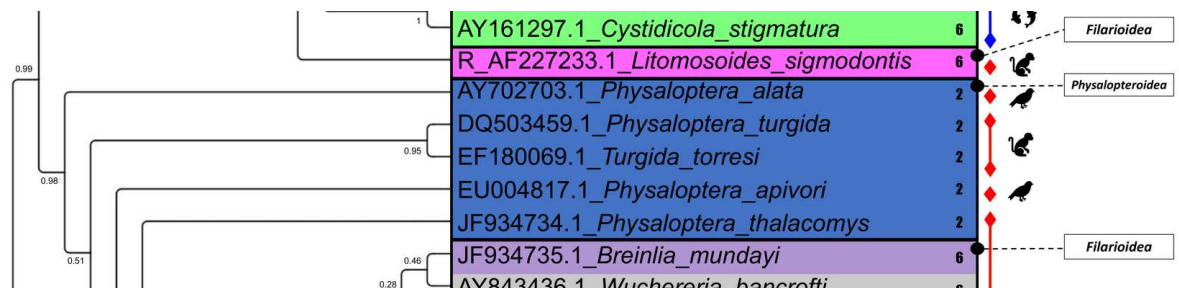 1
AY161297.1_Cystidicola_stigmatura 6
Filarioidea
R_AF227233.1_Litomosoides_sigmodontis 6
0.99
AY702703.1_Physaloptera_alata 2
Physalopteroidea
DQ503459.1_Physaloptera_turgida 2
0.95
EF180069.1_Turgida_torresi 2
0.98
EU004817.1_Physaloptera_apivori 2
JF934734.1_Physaloptera_thalacomys 2
Filarioidea
0.51
0.46
JF934735.1_Breinlia_mundayi 6
0.28
AY843436.1_Wuchereria_bancrofti